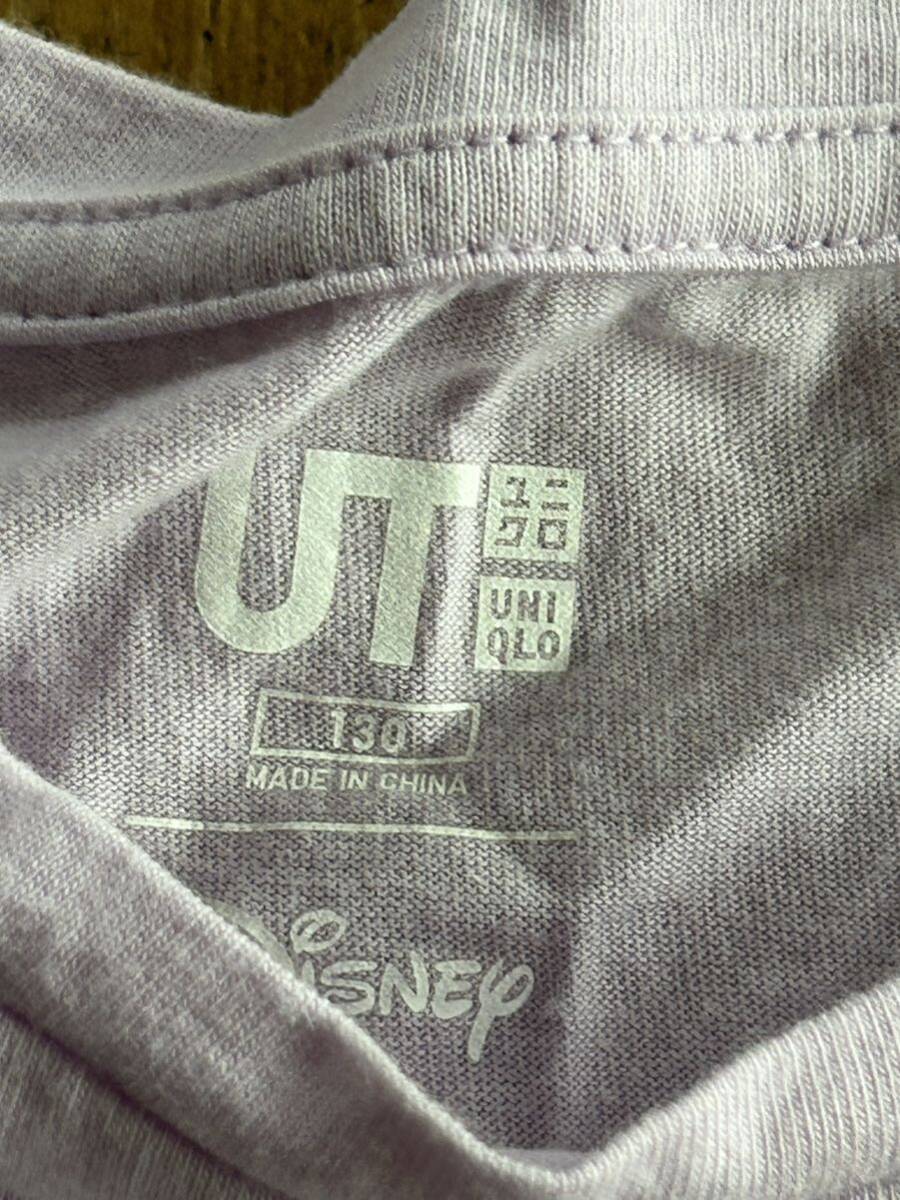 UT
ユニ
クロ
UNI
QLO
130
MADE IN CHINA
Disney